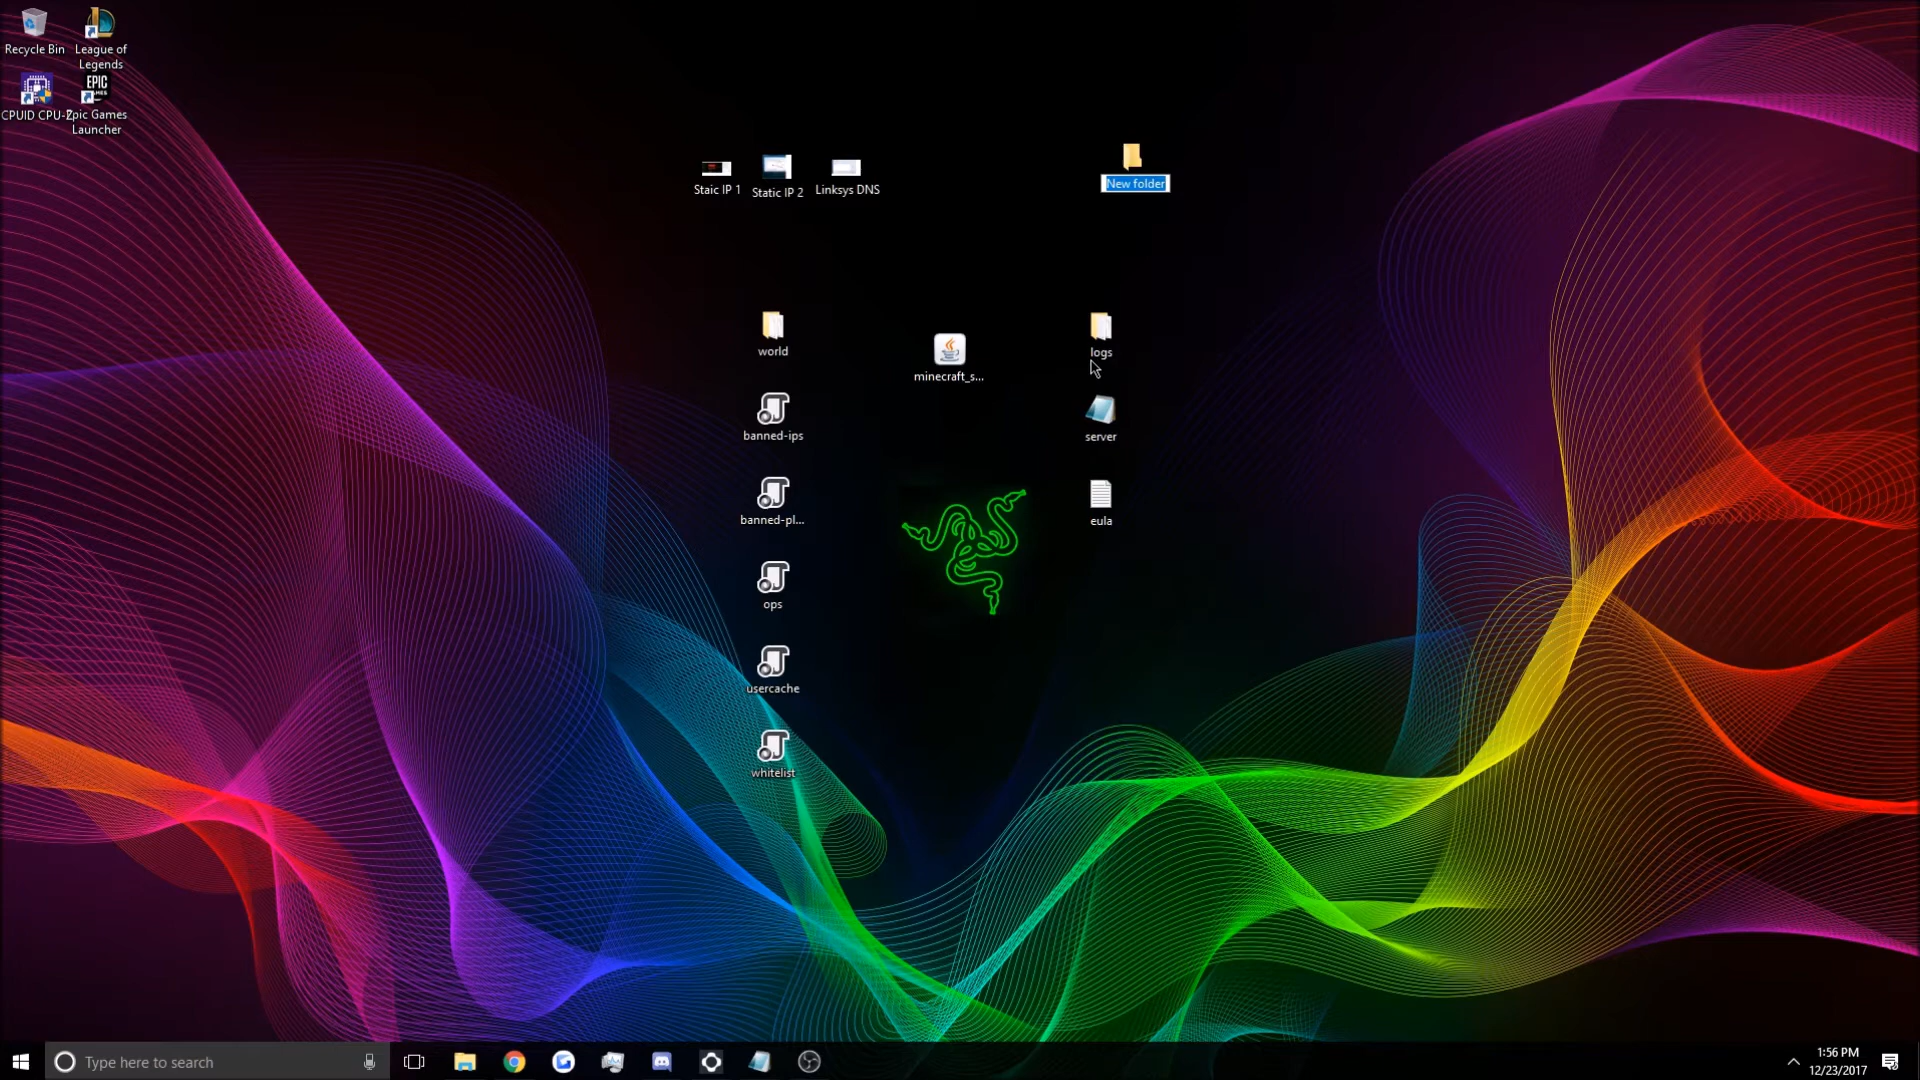 Recycle Bin
League of
Legends
CPUID CPU-Z
EPIC
GAMES
Epic Games
Launcher
Staic IP 1
Static IP 2
Linksys DNS
New folder
world
minecraft_s...
logs
banned-ips
server
banned-pl...
eula
ops
usercache
whitelist
Type here to search
1:56 PM
12/23/2017